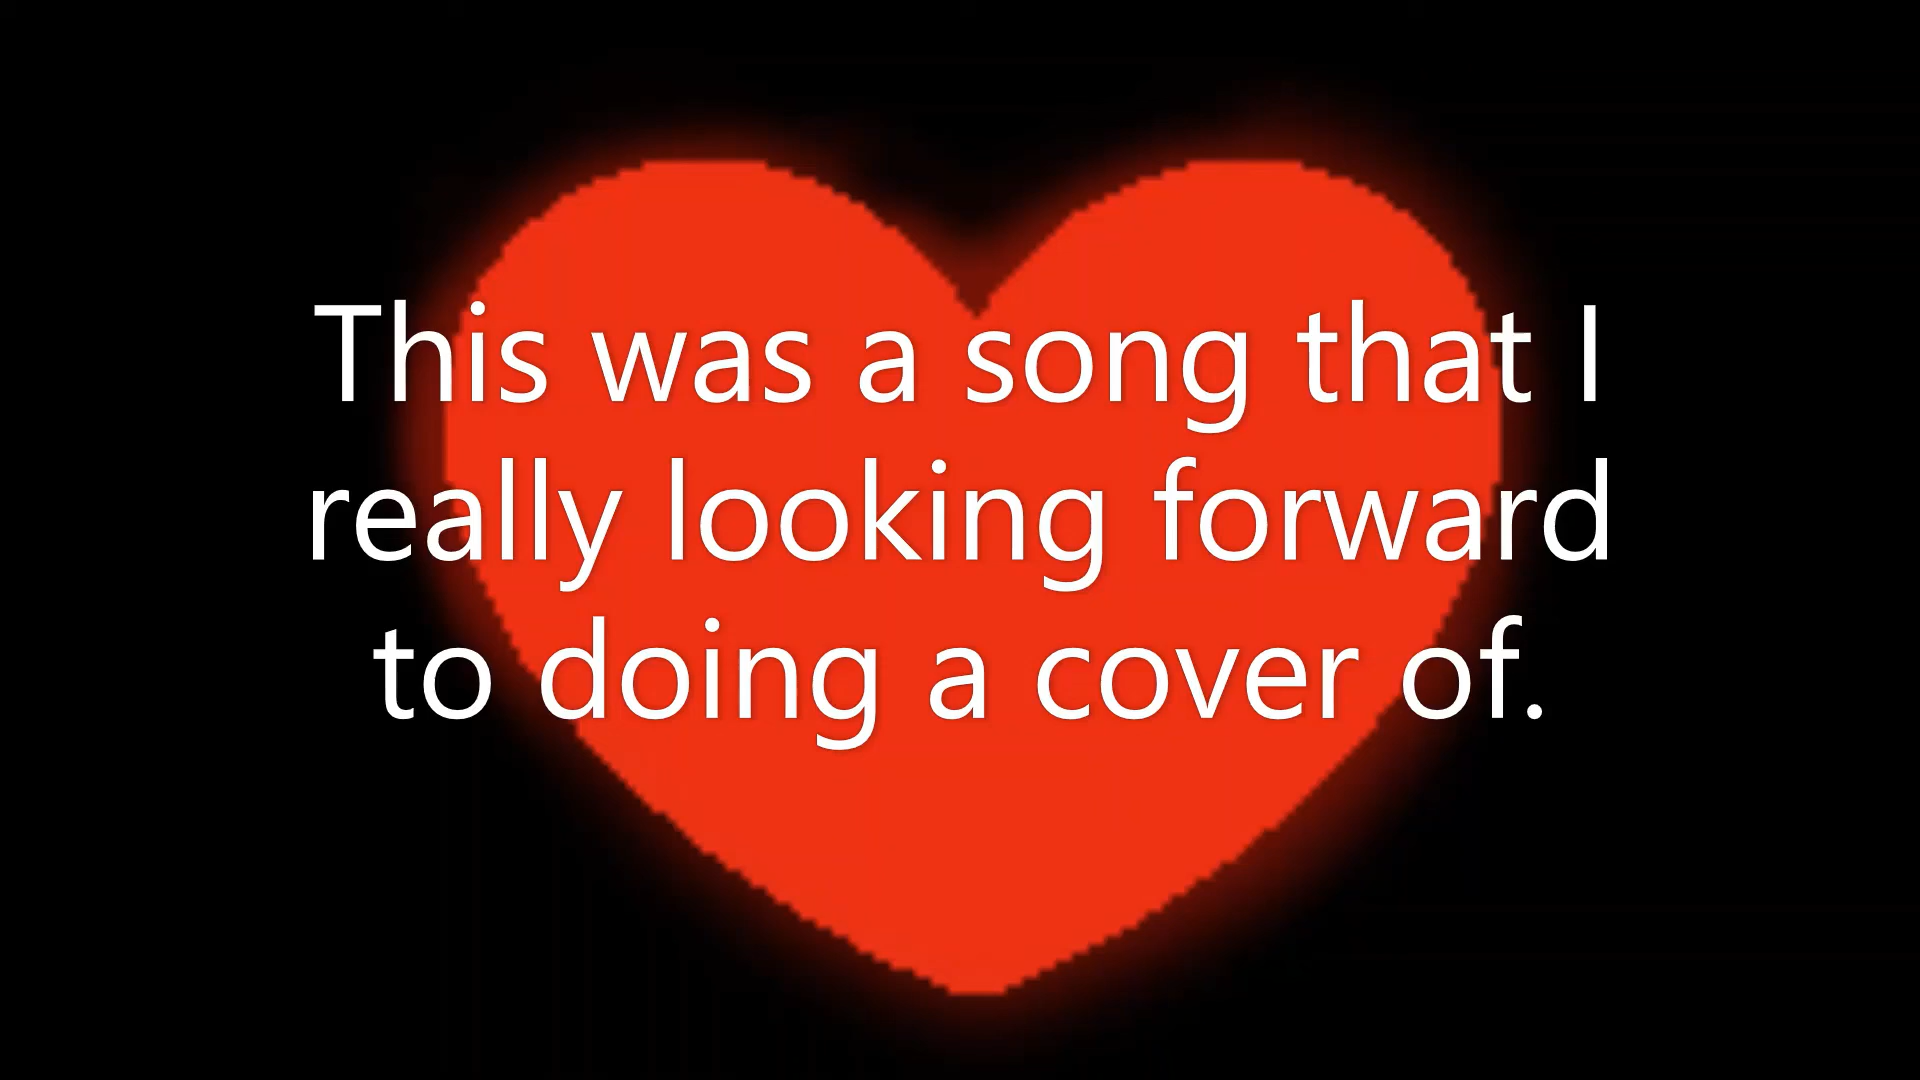 This was a song that I
really looking forward
to doing a cover of.